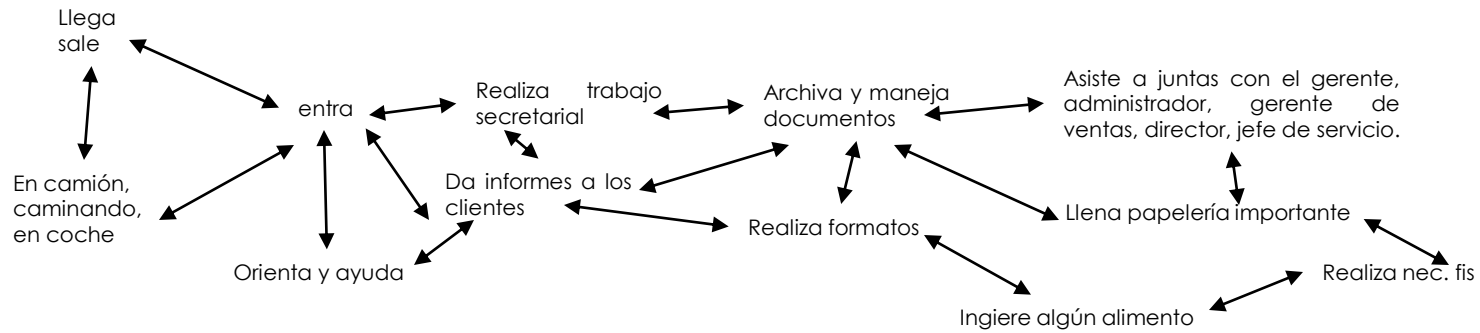 Llega
sale
entra
Realiza trabajo
secretarial
Archiva y maneja
documentos
Asiste a juntas con el gerente,
administrador, gerente de
ventas, director, jefe de servicio.
En camión,
caminando,
en coche
Da informes a los
clientes
Orienta y ayuda
Realiza formatos
Llena papelería importante
Realiza nec. fis
Ingiere algún alimento